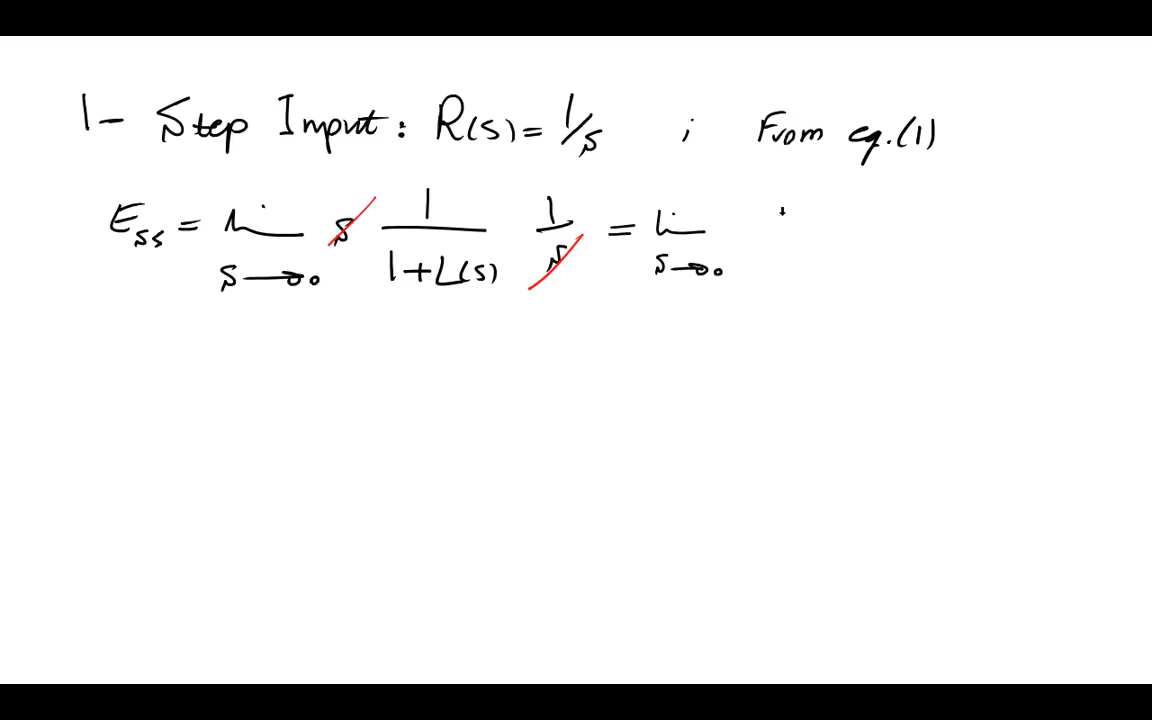 1- Step Input: R(s) = 1/s ; From eq.(1)
Ess = lim s→0 s 1/(1+L(s)) 1/s = lim s→0